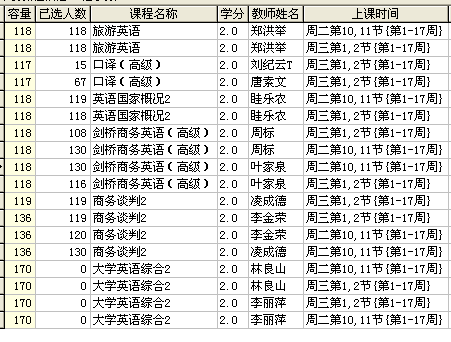 容量 已选人数 课程名称 学分 教师姓名 上课时间
118 118 旅游英语 2.0 郑洪举 周二第10,11节{第1-17周}
118 118 旅游英语 2.0 郑洪举 周三第1,2节{第1-17周}
117 15 口译(高级) 2.0 刘纪云T 周三第1,2节{第1-17周}
117 67 口译(高级) 2.0 唐素文 周三第1,2节{第1-17周}
118 119 英语国家概况2 2.0 眭乐农 周二第10,11节{第1-17周}
118 118 英语国家概况2 2.0 眭乐农 周三第1,2节{第1-17周}
118 108 剑桥商务英语(高级) 2.0 周标 周三第1,2节{第1-17周}
118 130 剑桥商务英语(高级) 2.0 周标 周二第10,11节{第1-17周}
118 130 剑桥商务英语(高级) 2.0 叶家泉 周二第10,11节{第1-17周}
118 116 剑桥商务英语(高级) 2.0 叶家泉 周三第1,2节{第1-17周}
119 119 商务谈判2 2.0 凌成德 周三第1,2节{第1-17周}
136 119 商务谈判2 2.0 李金荣 周三第1,2节{第1-17周}
136 120 商务谈判2 2.0 李金荣 周二第10,11节{第1-17周}
136 130 商务谈判2 2.0 凌成德 周二第10,11节{第1-17周}
170 0 大学英语综合2 2.0 林良山 周二第10,11节{第1-17周}
170 0 大学英语综合2 2.0 林良山 周三第1,2节{第1-17周}
170 0 大学英语综合2 2.0 李丽萍 周三第1,2节{第1-17周}
170 0 大学英语综合2 2.0 李丽萍 周二第10,11节{第1-17周}